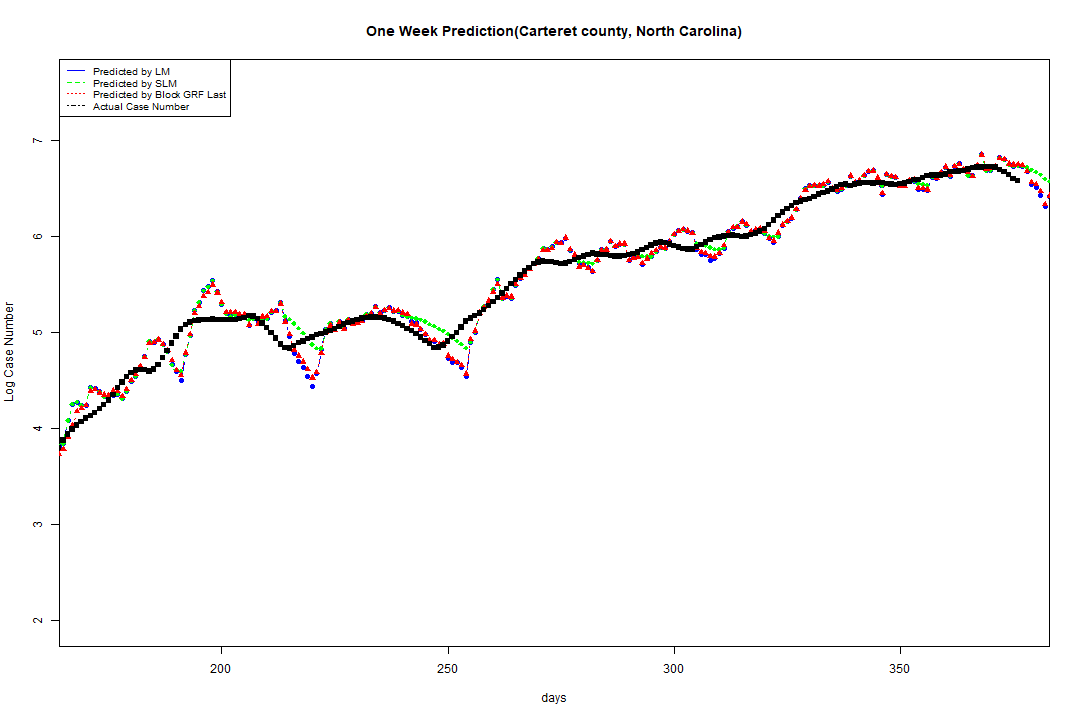 One Week Prediction(Carteret county, North Carolina)
Predicted by LM
Predicted by SLM
Predicted by Block GRF Last
Actual Case Number
7
6
5
4
3
2
Log Case Number
200 250 300 350
days